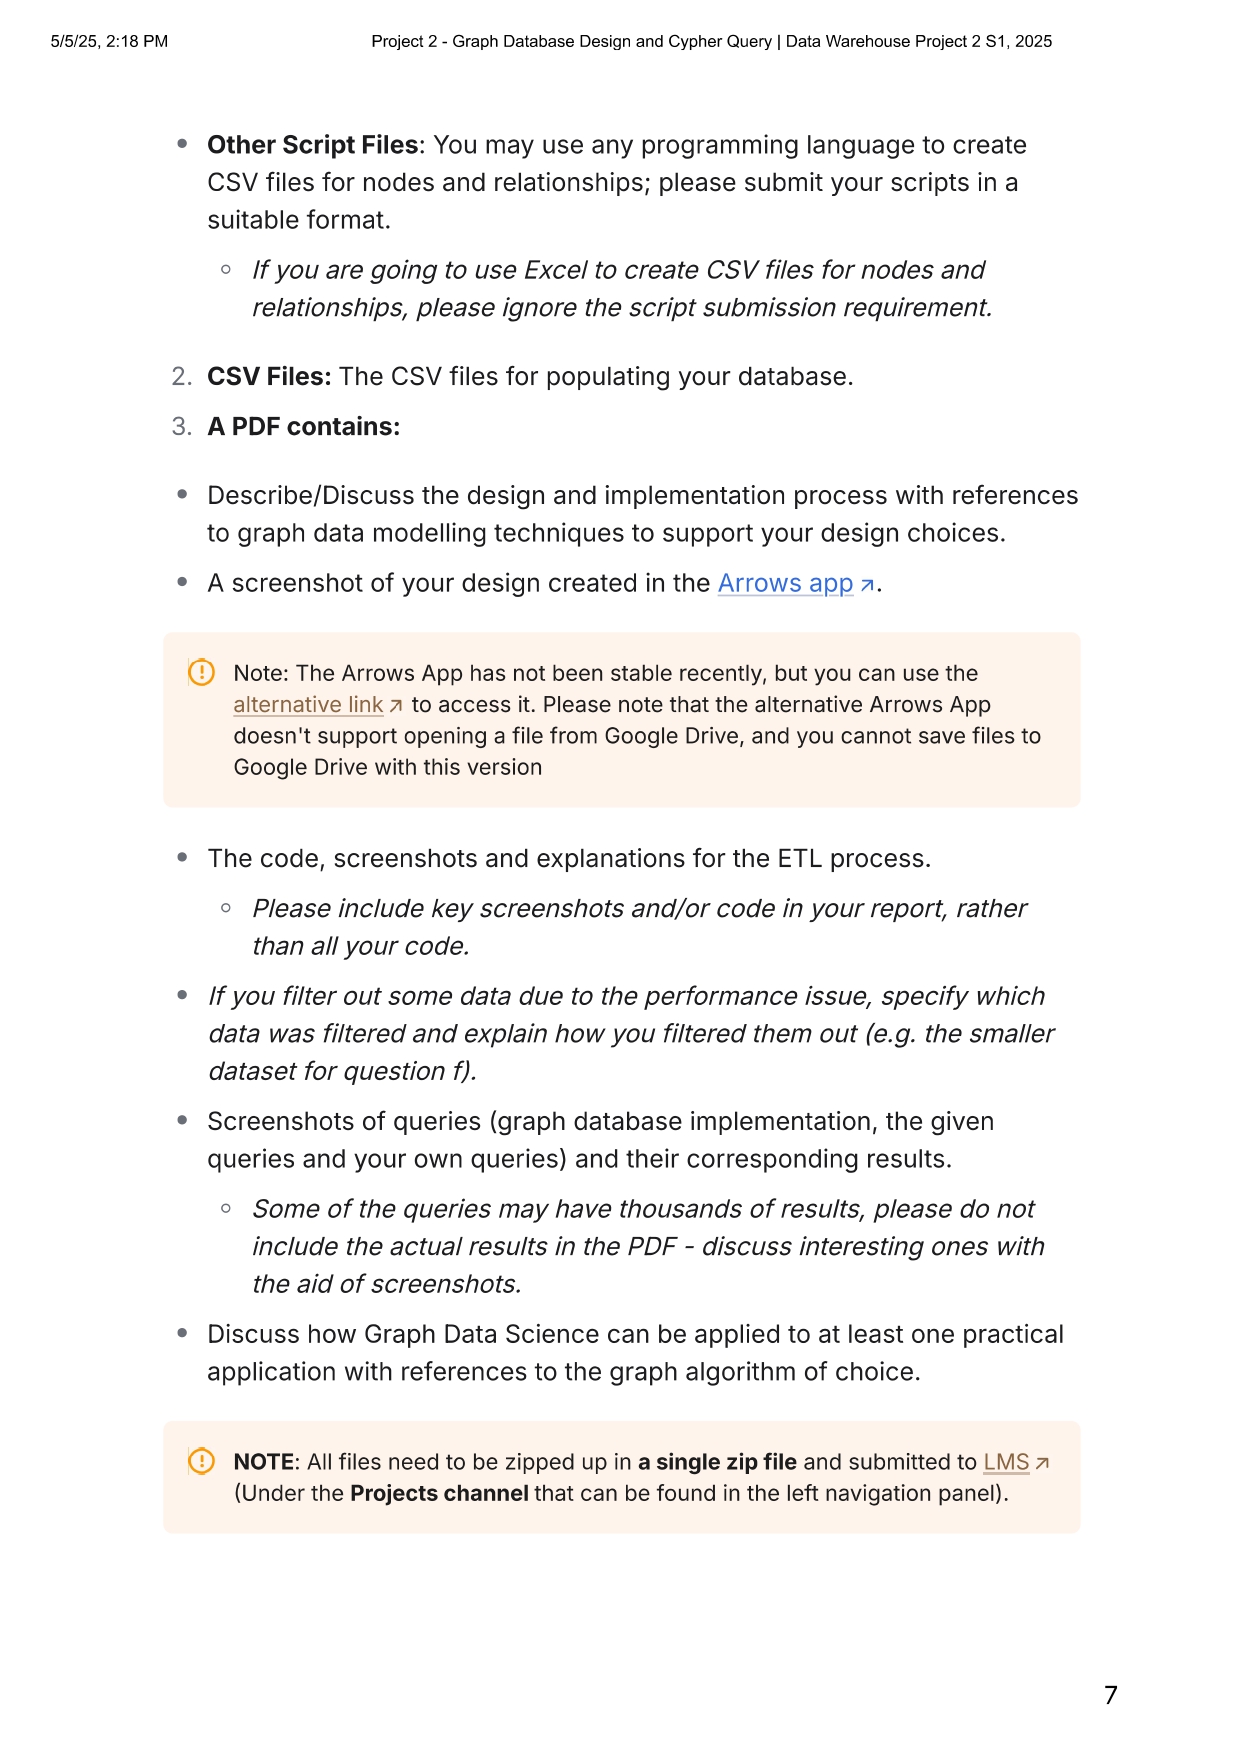 5/5/25, 2:18 PM
Project 2 - Graph Database Design and Cypher Query | Data Warehouse Project 2 S1, 2025
Other Script Files: You may use any programming language to create
CSV files for nodes and relationships; please submit your scripts in a
suitable format.
If you are going to use Excel to create CSV files for nodes and
relationships, please ignore the script submission requirement.
2. CSV Files: The CSV files for populating your database.
3. A PDF contains:
Describe/Discuss the design and implementation process with references
to graph data modelling techniques to support your design choices.
A screenshot of your design created in the Arrows app ↗.
Note: The Arrows App has not been stable recently, but you can use the
alternative link ↗ to access it. Please note that the alternative Arrows App
doesn't support opening a file from Google Drive, and you cannot save files to
Google Drive with this version
The code, screenshots and explanations for the ETL process.
Please include key screenshots and/or code in your report, rather
than all your code.
If you filter out some data due to the performance issue, specify which
data was filtered and explain how you filtered them out (e.g. the smaller
dataset for question f).
Screenshots of queries (graph database implementation, the given
queries and your own queries) and their corresponding results.
Some of the queries may have thousands of results, please do not
include the actual results in the PDF - discuss interesting ones with
the aid of screenshots.
Discuss how Graph Data Science can be applied to at least one practical
application with references to the graph algorithm of choice.
NOTE: All files need to be zipped up in a single zip file and submitted to LMS ↗
(Under the Projects channel that can be found in the left navigation panel).
7